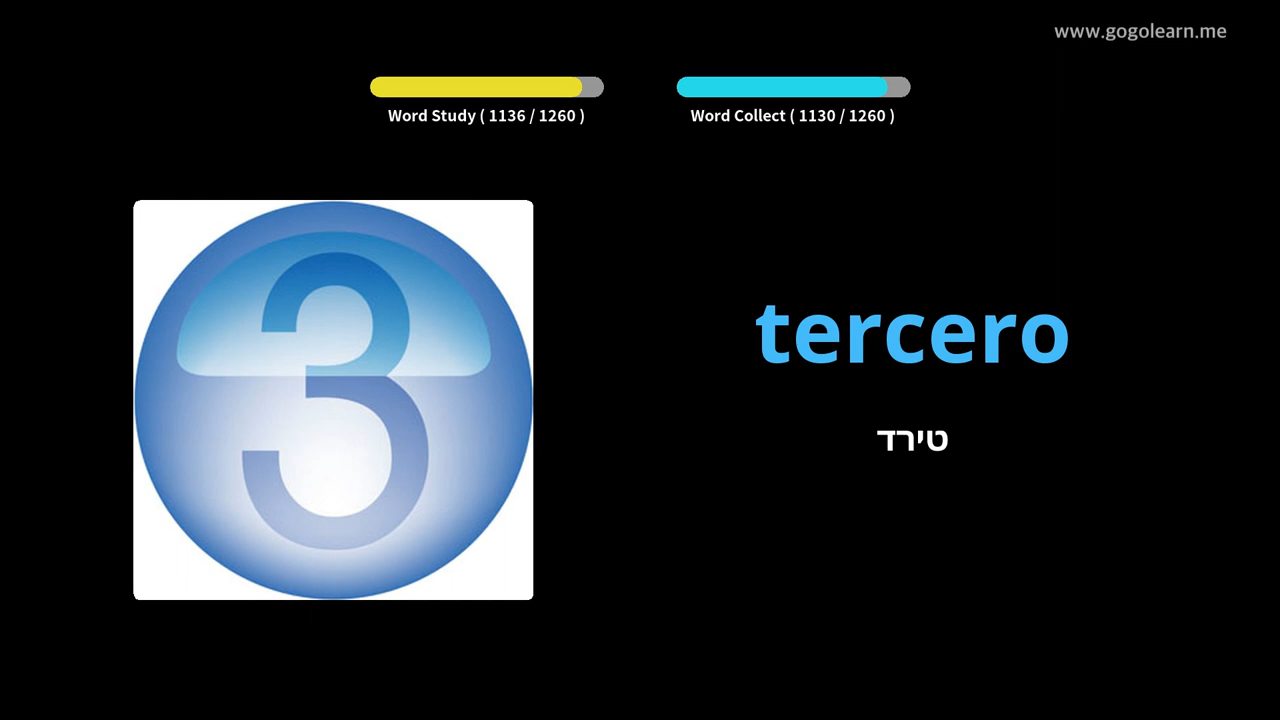 www.gogolearn.me
Word Study ( 1136 / 1260 )
Word Collect ( 1130 / 1260 )
3
tercero
טירד